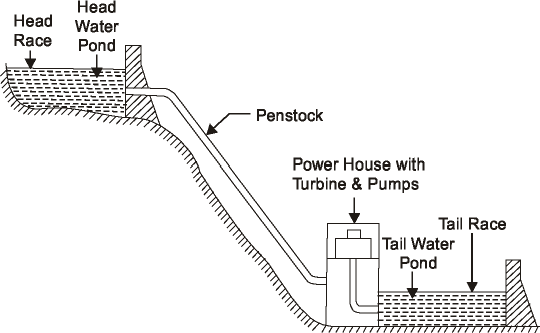 Head
Race
Head
Water
Pond
Penstock
Power House with
Turbine & Pumps
Tail Race
Tail Water
Pond